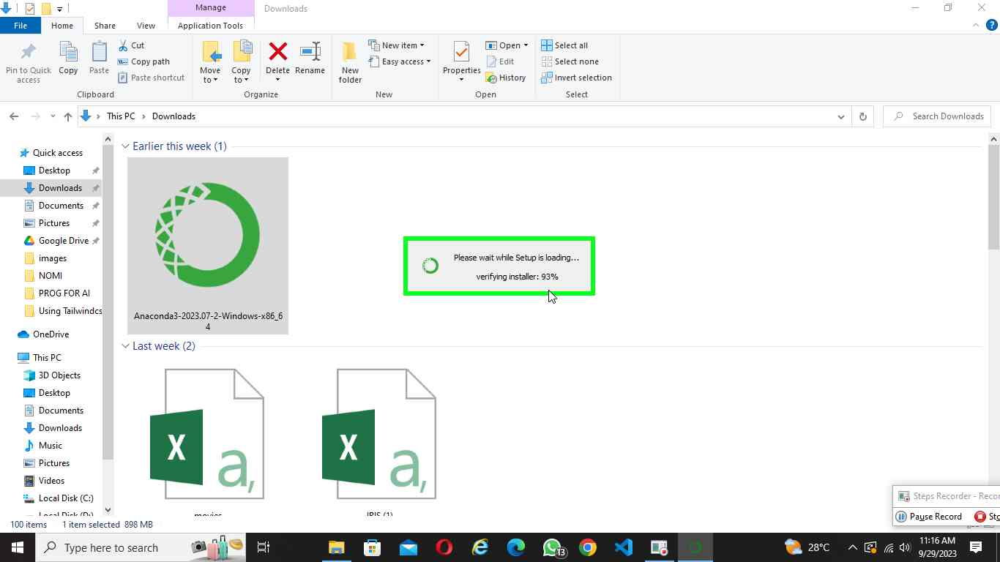 Manage
Downloads
File
Home
Share
View
Application Tools
Pin to Quick
access
Copy
Paste
Cut
Copy path
Paste shortcut
Move
to
Copy
to
Delete
Rename
New
folder
New item
Easy access
Properties
Open
Edit
History
Select all
Select none
Invert selection
Clipboard
Organize
New
Open
Select
This PC
Downloads
Search Downloads
Quick access
Desktop
Downloads
Documents
Pictures
Google Drive
images
NOMI
PROG FOR AI
Using Tailwindcs
OneDrive
This PC
3D Objects
Desktop
Documents
Downloads
Music
Pictures
Videos
Local Disk (C:)
Local Disk (D:)
Earlier this week (1)
Anaconda3-2023.07-2-Windows-x86_6
4
Please wait while Setup is loading...
verifying installer: 93%
Last week (2)
X
a,
X
a,
movies
IRIS (1)
100 items
1 item selected 898 MB
Steps Recorder - Recor
Pause Record
Sto
Type here to search
13
28°C
11:16 AM
9/29/2023